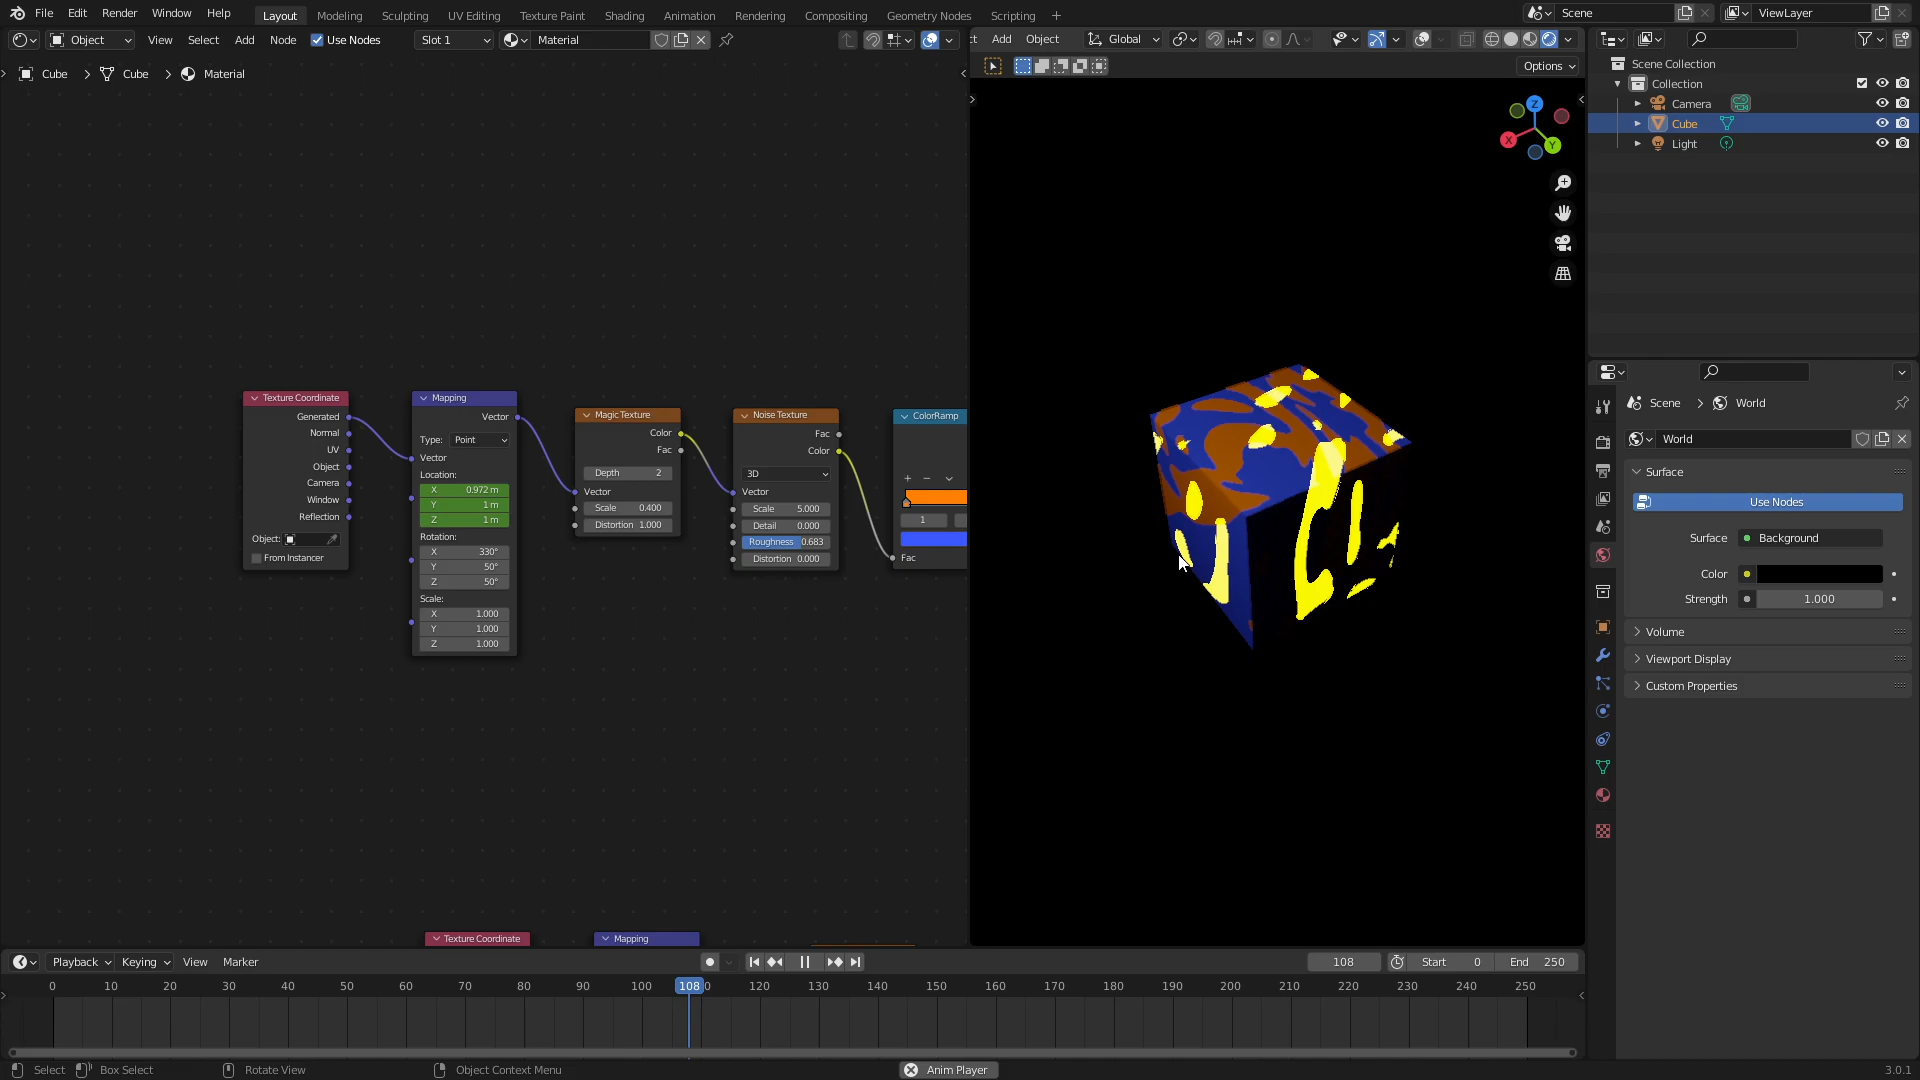 File Edit Render Window Help Layout Modeling Sculpting UV Editing Texture Paint Shading Animation Rendering Compositing Geometry Nodes Scripting + Scene ViewLayer
Object View Select Add Node Use Nodes Slot 1 Material ct Add Object Global
Options
Cube > Cube > Material
Scene Collection
Collection
Camera
Cube
Light
Z
X
Y
Scene > World
World
Surface
Use Nodes
Surface Background
Color
Strength 1.000
Volume
Viewport Display
Custom Properties
Texture Coordinate
Generated
Normal
UV
Object
Camera
Window
Reflection
Object:
From Instancer
Mapping
Vector
Type: Point
Vector
Location:
X 0.972 m
Y 1 m
Z 1 m
Rotation:
X 330°
Y 50°
Z 50°
Scale:
X 1.000
Y 1.000
Z 1.000
Magic Texture
Color
Fac
Depth 2
Vector
Scale 0.400
Distortion 1.000
Noise Texture
Fac
Color
3D
Vector
Scale 5.000
Detail 0.000
Roughness 0.683
Distortion 0.000
ColorRamp
+ −
1
Fac
Texture Coordinate
Mapping
Playback Keying View Marker 108 Start 0 End 250
0 10 20 30 40 50 60 70 80 90 100 108 0 120 130 140 150 160 170 180 190 200 210 220 230 240 250
Select Box Select Rotate View Object Context Menu Anim Player 3.0.1